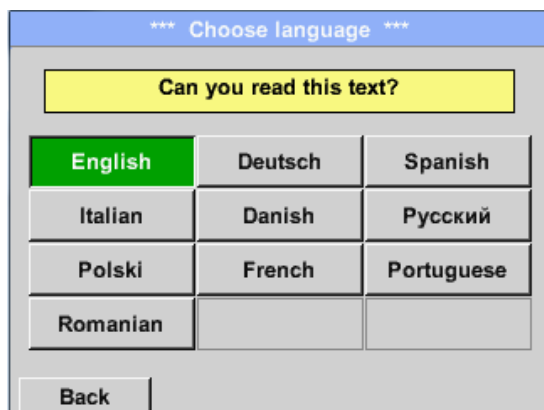 *** Choose language ***
Can you read this text?
English Deutsch Spanish
Italian Danish Русский
Polski French Portuguese
Romanian
Back